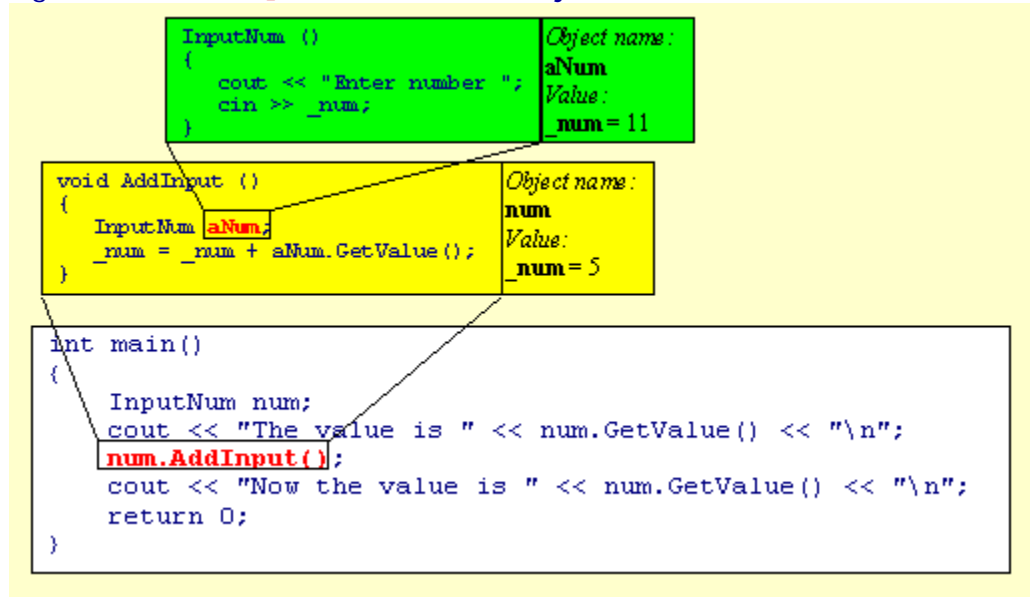 InputNum ()
{
cout << "Enter number ";
cin >> _num;
}
Object name:
aNum
Value:
_num = 11
void AddInput ()
{
InputNum aNum;
_num = _num + aNum.GetValue();
}
Object name:
num
Value:
_num = 5
int main()
{
InputNum num;
cout << "The value is " << num.GetValue() << "\n";
num.AddInput();
cout << "Now the value is " << num.GetValue() << "\n";
return 0;
}